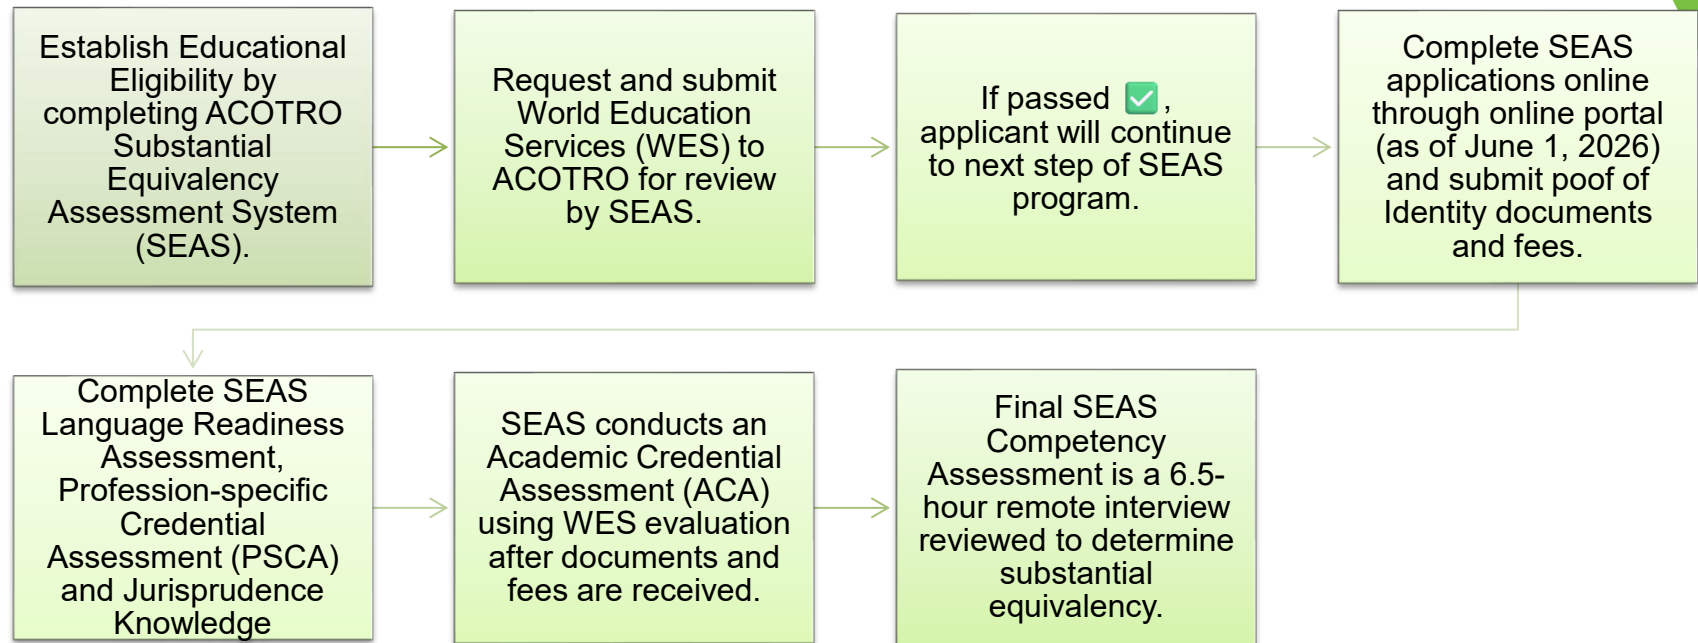 Establish Educational
Eligibility by
completing ACOTRO
Substantial
Equivalency
Assessment System
(SEAS).
Request and submit
World Education
Services (WES) to
ACOTRO for review
by SEAS.
If passed ✅,
applicant will continue
to next step of SEAS
program.
Complete SEAS
applications online
through online portal
(as of June 1, 2026)
and submit poof of
Identity documents
and fees.
Complete SEAS
Language Readiness
Assessment,
Profession-specific
Credential
Assessment (PSCA)
and Jurisprudence
Knowledge
SEAS conducts an
Academic Credential
Assessment (ACA)
using WES evaluation
after documents and
fees are received.
Final SEAS
Competency
Assessment is a 6.5-
hour remote interview
reviewed to determine
substantial
equivalency.